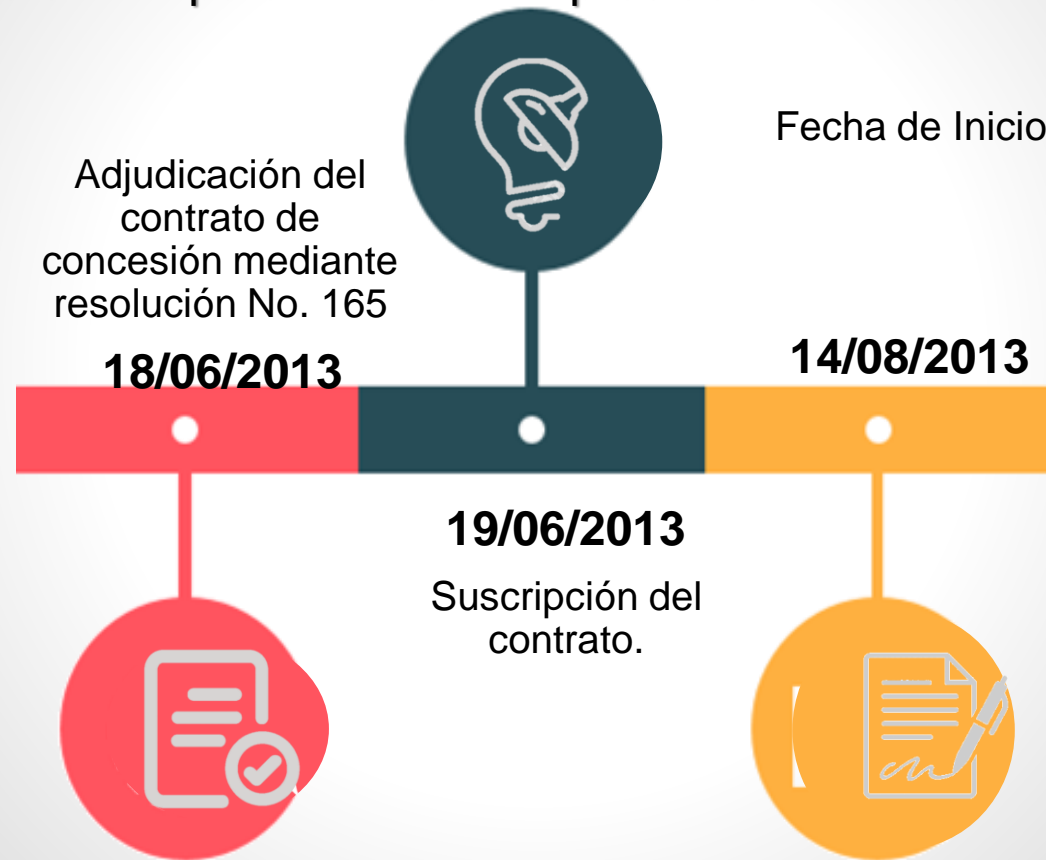 Adjudicación del
contrato de
concesión mediante
resolución No. 165
18/06/2013
19/06/2013
Suscripción del
contrato.
Fecha de Inicio
14/08/2013